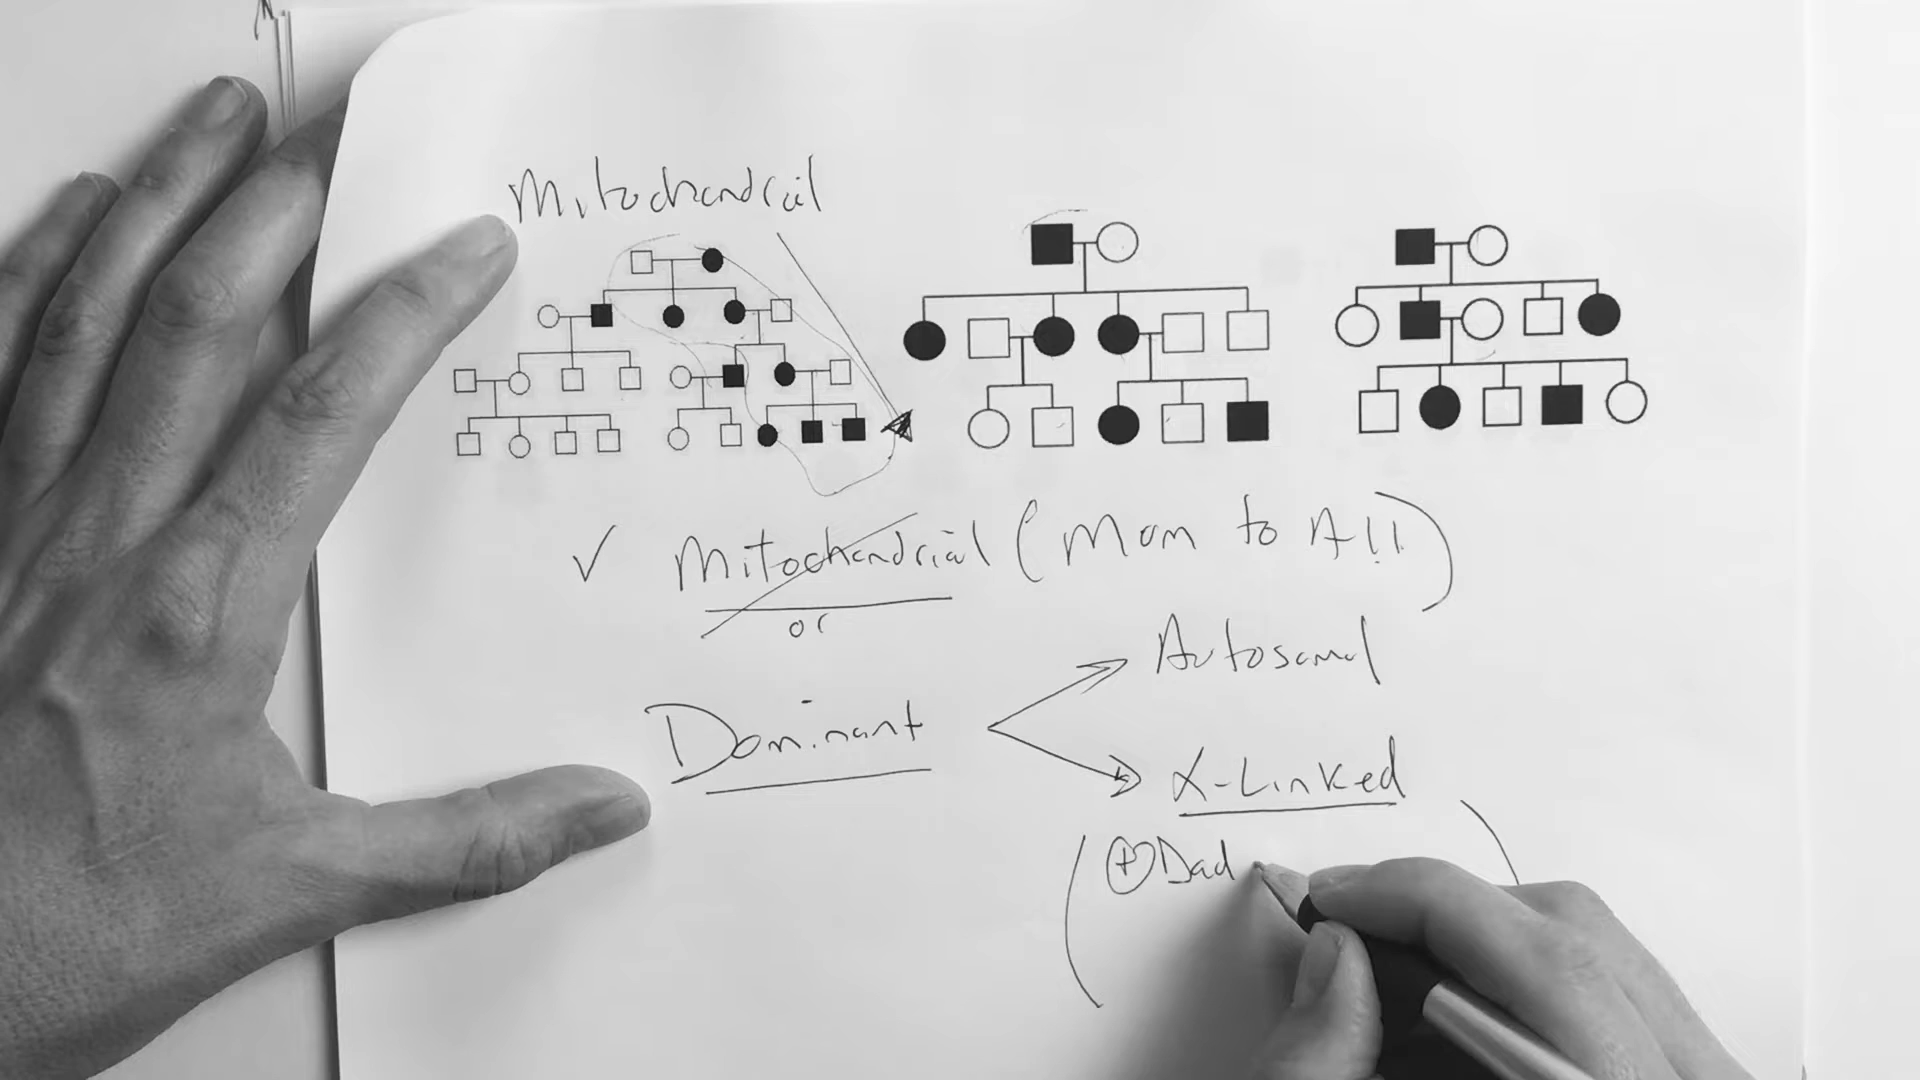 Mitochondrial
✓ Mitochondrial (Mom to All)
or
Dominant
Autosomal
X-Linked
(+ Dad